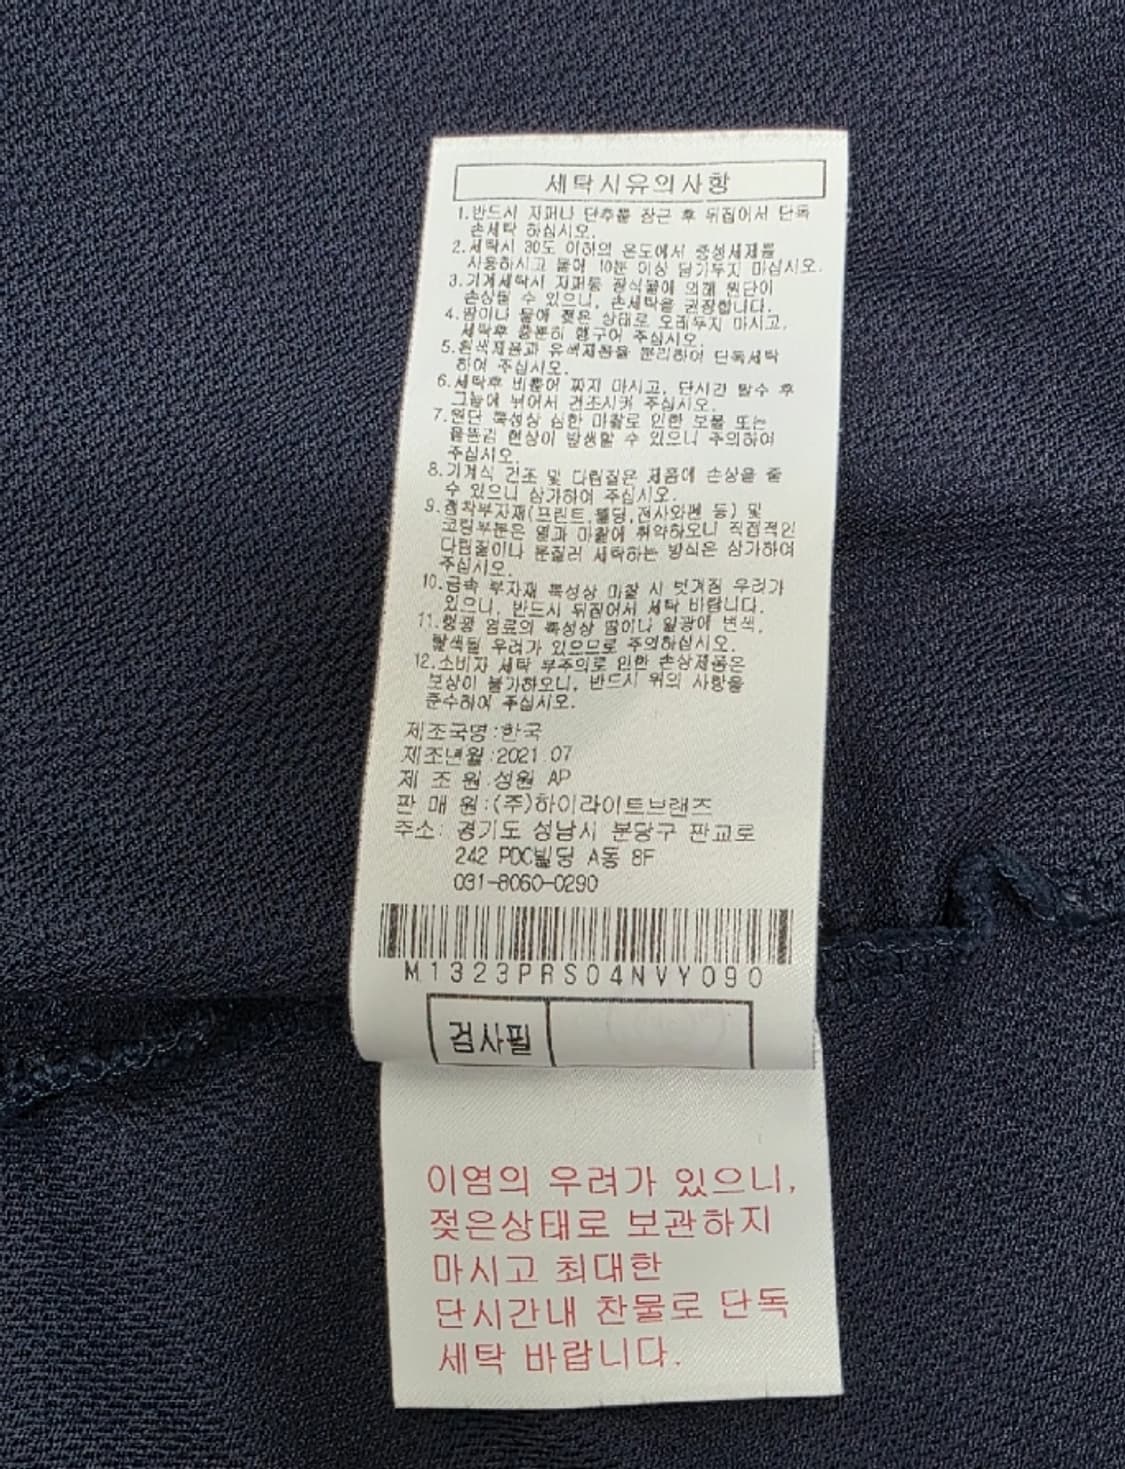 세탁시유의사항
1.반드시 지퍼나 단추를 잠근 후 뒤집어서 단독
손세탁 하십시오.
2.세탁시 30도 이하의 온도에서 중성세제를
사용하시고 물에 10분 이상 담가두지 마십시오.
3.기계세탁시 지퍼등 장식물에 의해 원단이
손상될 수 있으니, 손세탁을 권장합니다.
4.땀이나 물에 젖은 상태로 오래두지 마시고,
세탁후 충분히 헹구어 주십시오.
5.흰색제품과 유색제품을 분리하여 단독세탁
하여 주십시오.
6.세탁후 비틀어 짜지 마시고, 단시간 탈수 후
그늘에 뉘어서 건조시켜 주십시오.
7.원단 특성상 심한 마찰로 인한 보풀 또는
올뜯김 현상이 발생할 수 있으니 주의하여
주십시오.
8.기계식 건조 및 다림질은 제품에 손상을 줄
수 있으니 삼가하여 주십시오.
9.접착부자재(프린트,웰딩,전사와펜 등) 및
코팅부분은 열과 마찰에 취약하오니 직접적인
다림질이나 문질러 세탁하는 방식은 삼가하여
주십시오.
10.금속 부자재 특성상 마찰 시 벗겨짐 우려가
있으니, 반드시 뒤집어서 세탁 바랍니다.
11.형광 염료의 특성상 땀이나 일광에 변색,
탈색될 우려가 있으므로 주의하십시오.
12.소비자 세탁 부주의로 인한 손상제품은
보상이 불가하오니, 반드시 위의 사항을
준수하여 주십시오.
제조국명:한국
제조년월:2021.07
제 조 원:성원 AP
판 매 원:(주)하이라이트브랜즈
주소: 경기도 성남시 분당구 판교로
242 PDC빌딩 A동 8F
031-8060-0290
M1323PRS04NVY090
검사필
이염의 우려가 있으니,
젖은상태로 보관하지
마시고 최대한
단시간내 찬물로 단독
세탁 바랍니다.